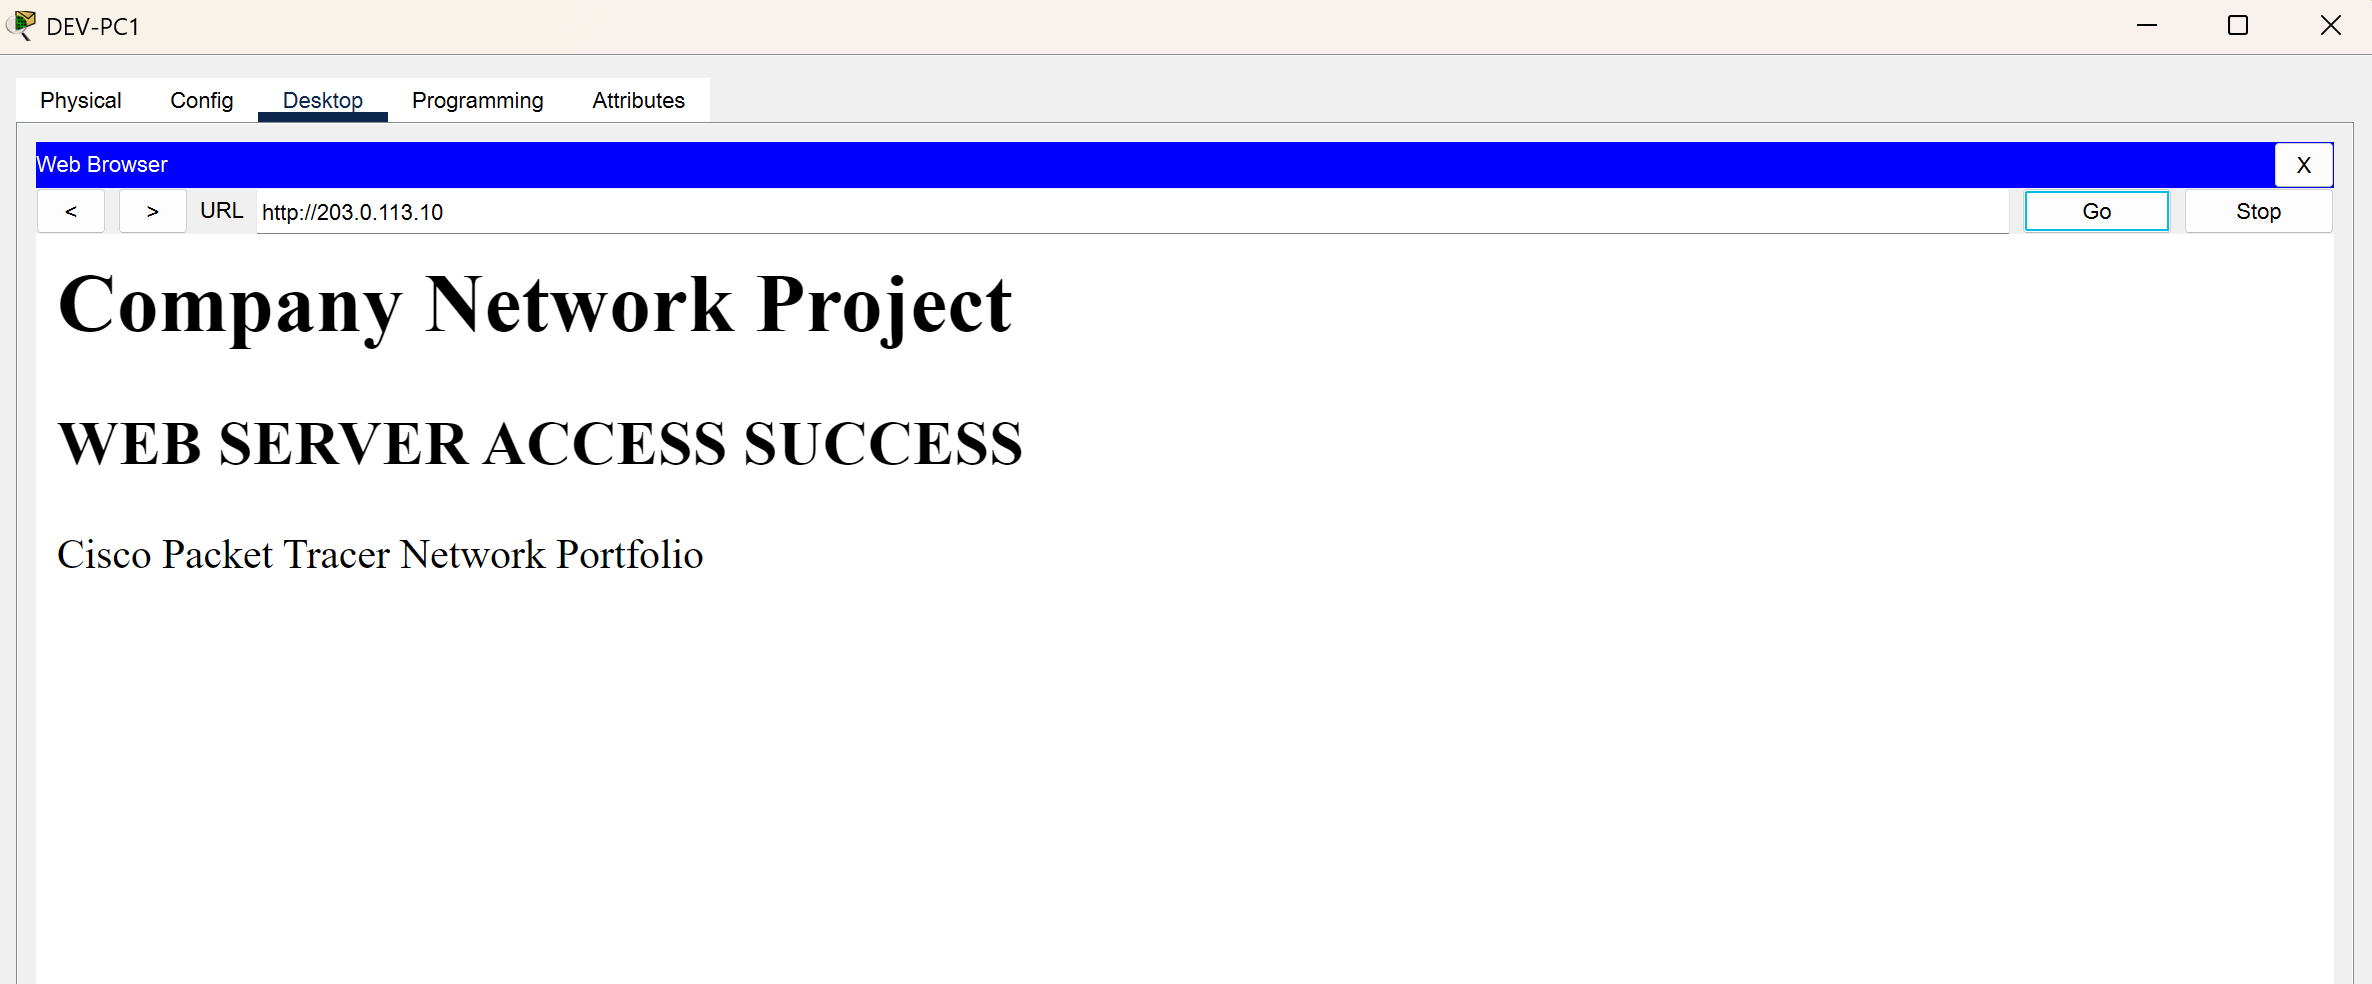 DEV-PC1
Physical Config Desktop Programming Attributes
Web Browser X
< > URL http://203.0.113.10 Go Stop
Company Network Project
WEB SERVER ACCESS SUCCESS
Cisco Packet Tracer Network Portfolio